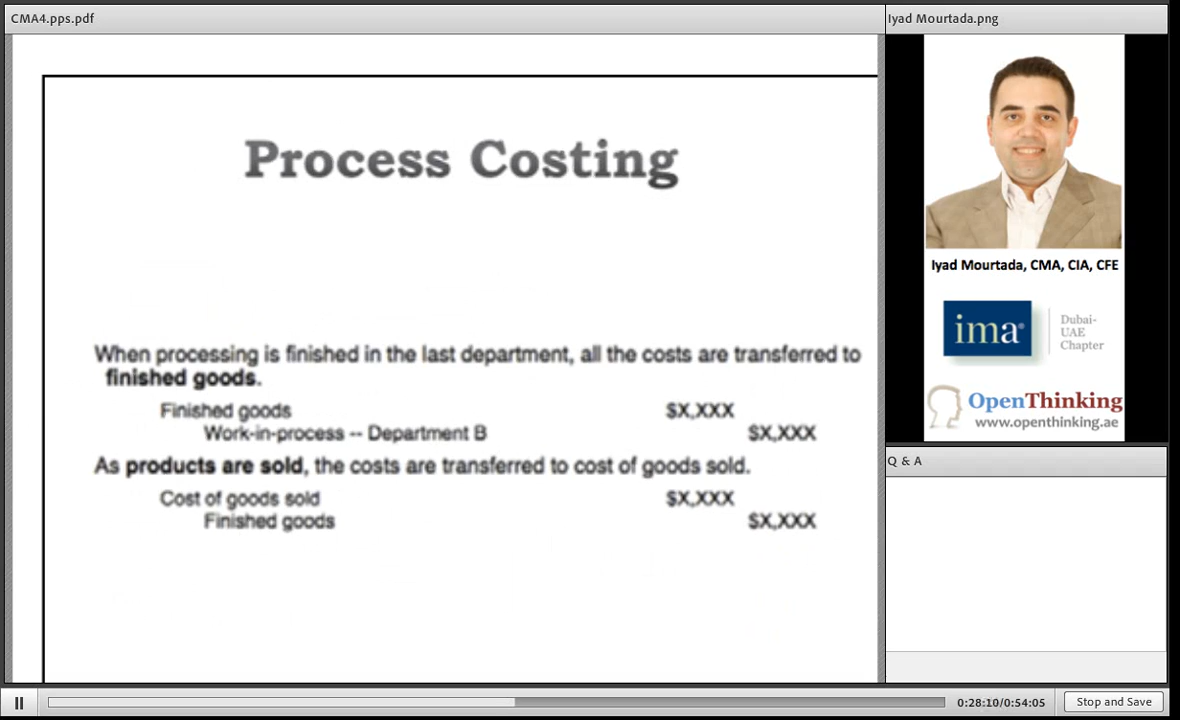 CMA4.pps.pdf
Process Costing
When processing is finished in the last department, all the costs are transferred to
finished goods.
Finished goods $X,XXX
Work-in-process -- Department B $X,XXX
As products are sold, the costs are transferred to cost of goods sold.
Cost of goods sold $X,XXX
Finished goods $X,XXX
Iyad Mourtada.png
Iyad Mourtada, CMA, CIA, CFE
ima®
Dubai-
UAE
Chapter
OpenThinking
www.openthinking.ae
Q & A
0:28:10/0:54:05
Stop and Save